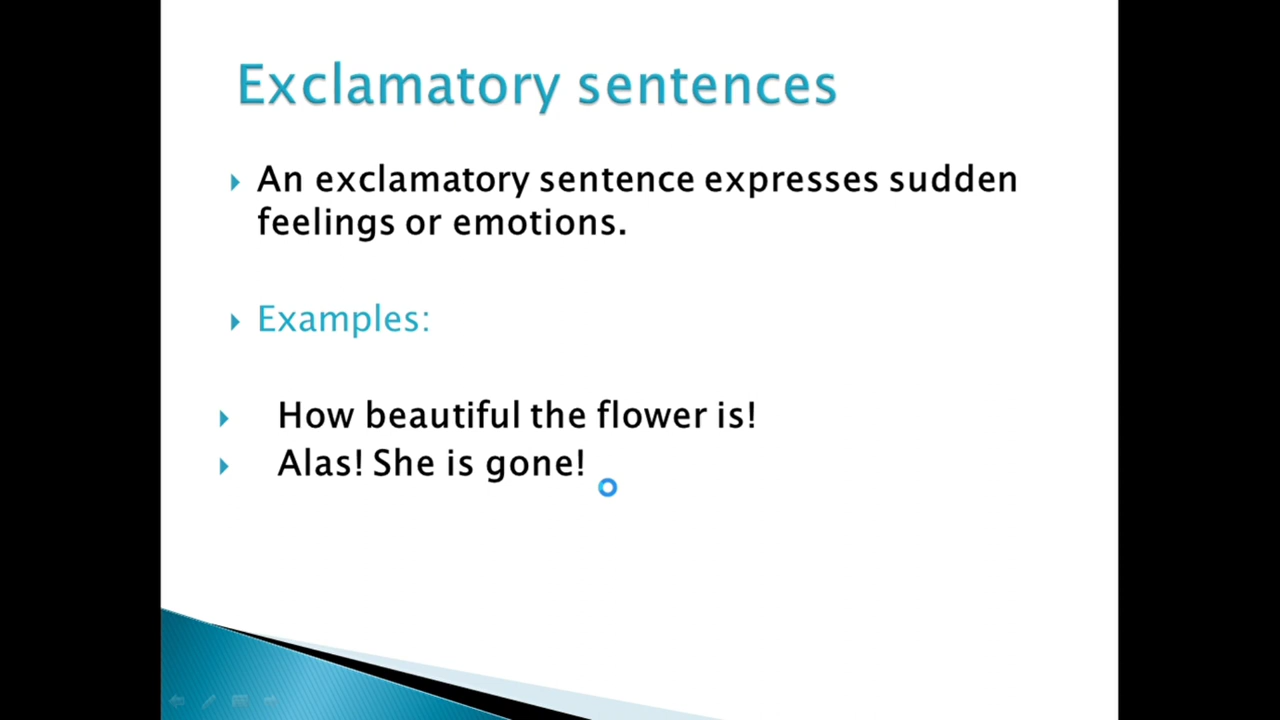 Exclamatory sentences
An exclamatory sentence expresses sudden
feelings or emotions.
Examples:
How beautiful the flower is!
Alas! She is gone!